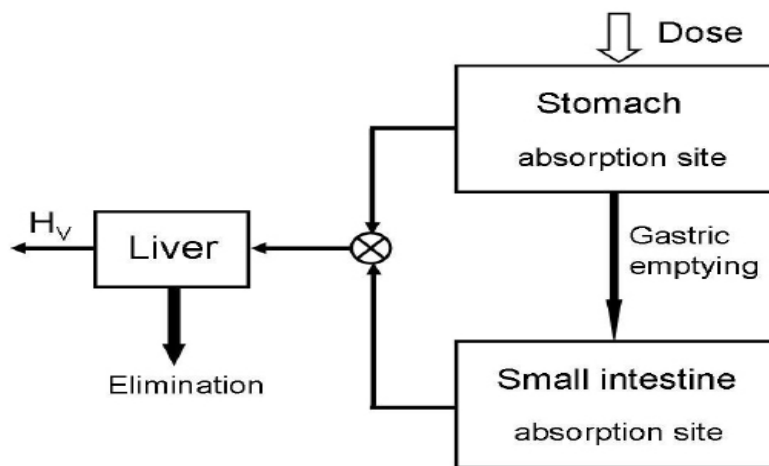 Dose
Stomach
absorption site
H_V
Liver
Gastric
emptying
Elimination
Small intestine
absorption site